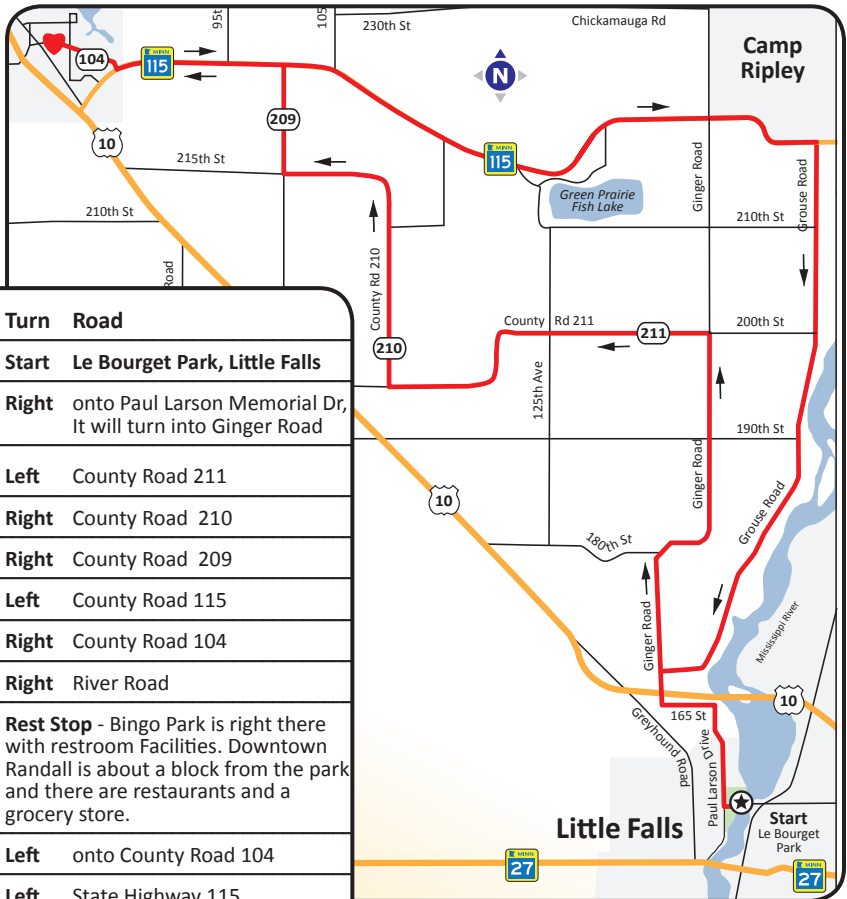 95t
105
230th St
Chickamauga Rd
Camp
Ripley
104
MINN
115
N
209
10
215th St
MINN
115
Green Prairie
Fish Lake
Ginger Road
Grouse Road
210th St
210th St
Road
County Rd 210
County Rd 211
211
200th St
210
125th Ave
190th St
Ginger Road
10
Grouse Road
180th St
Ginger Road
Mississippi River
10
165 St
Greyhound Road
Paul Larson Drive
Little Falls
Start
Le Bourget
Park
MINN
27
MINN
27
Turn Road
Start Le Bourget Park, Little Falls
Right onto Paul Larson Memorial Dr,
It will turn into Ginger Road
Left County Road 211
Right County Road 210
Right County Road 209
Left County Road 115
Right County Road 104
Right River Road
Rest Stop - Bingo Park is right there
with restroom Facilities. Downtown
Randall is about a block from the park
and there are restaurants and a
grocery store.
Left onto County Road 104
Left State Highway 115